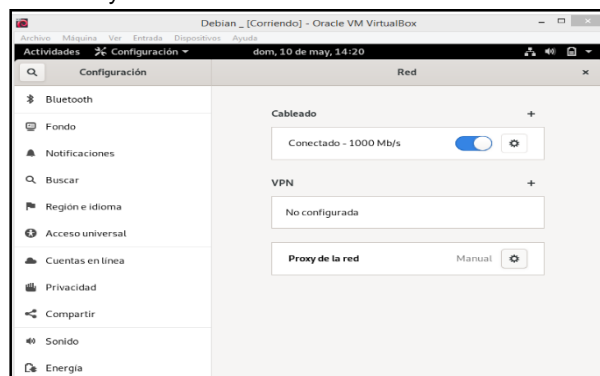 Debian _ [Corriendo] - Oracle VM VirtualBox
Archivo Máquina Ver Entrada Dispositivos Ayuda
Actividades Configuración dom, 10 de may, 14:20
Configuración Red
Bluetooth
Cableado
Fondo
Conectado - 1000 Mb/s
Notificaciones
Buscar
VPN
Región e idioma
No configurada
Acceso universal
Cuentas en línea
Proxy de la red Manual
Privacidad
Compartir
Sonido
Energía